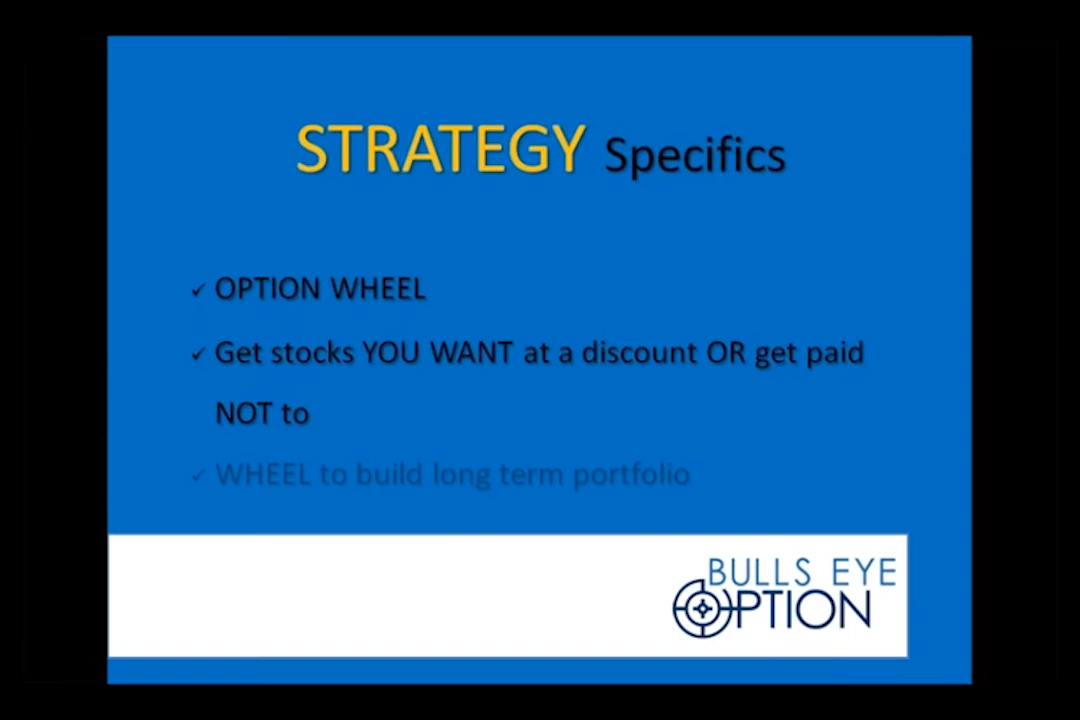 STRATEGY Specifics
✓ OPTION WHEEL
✓ Get stocks YOU WANT at a discount OR get paid
NOT to
✓ WHEEL to build long term portfolio
BULLS EYE
OPTION